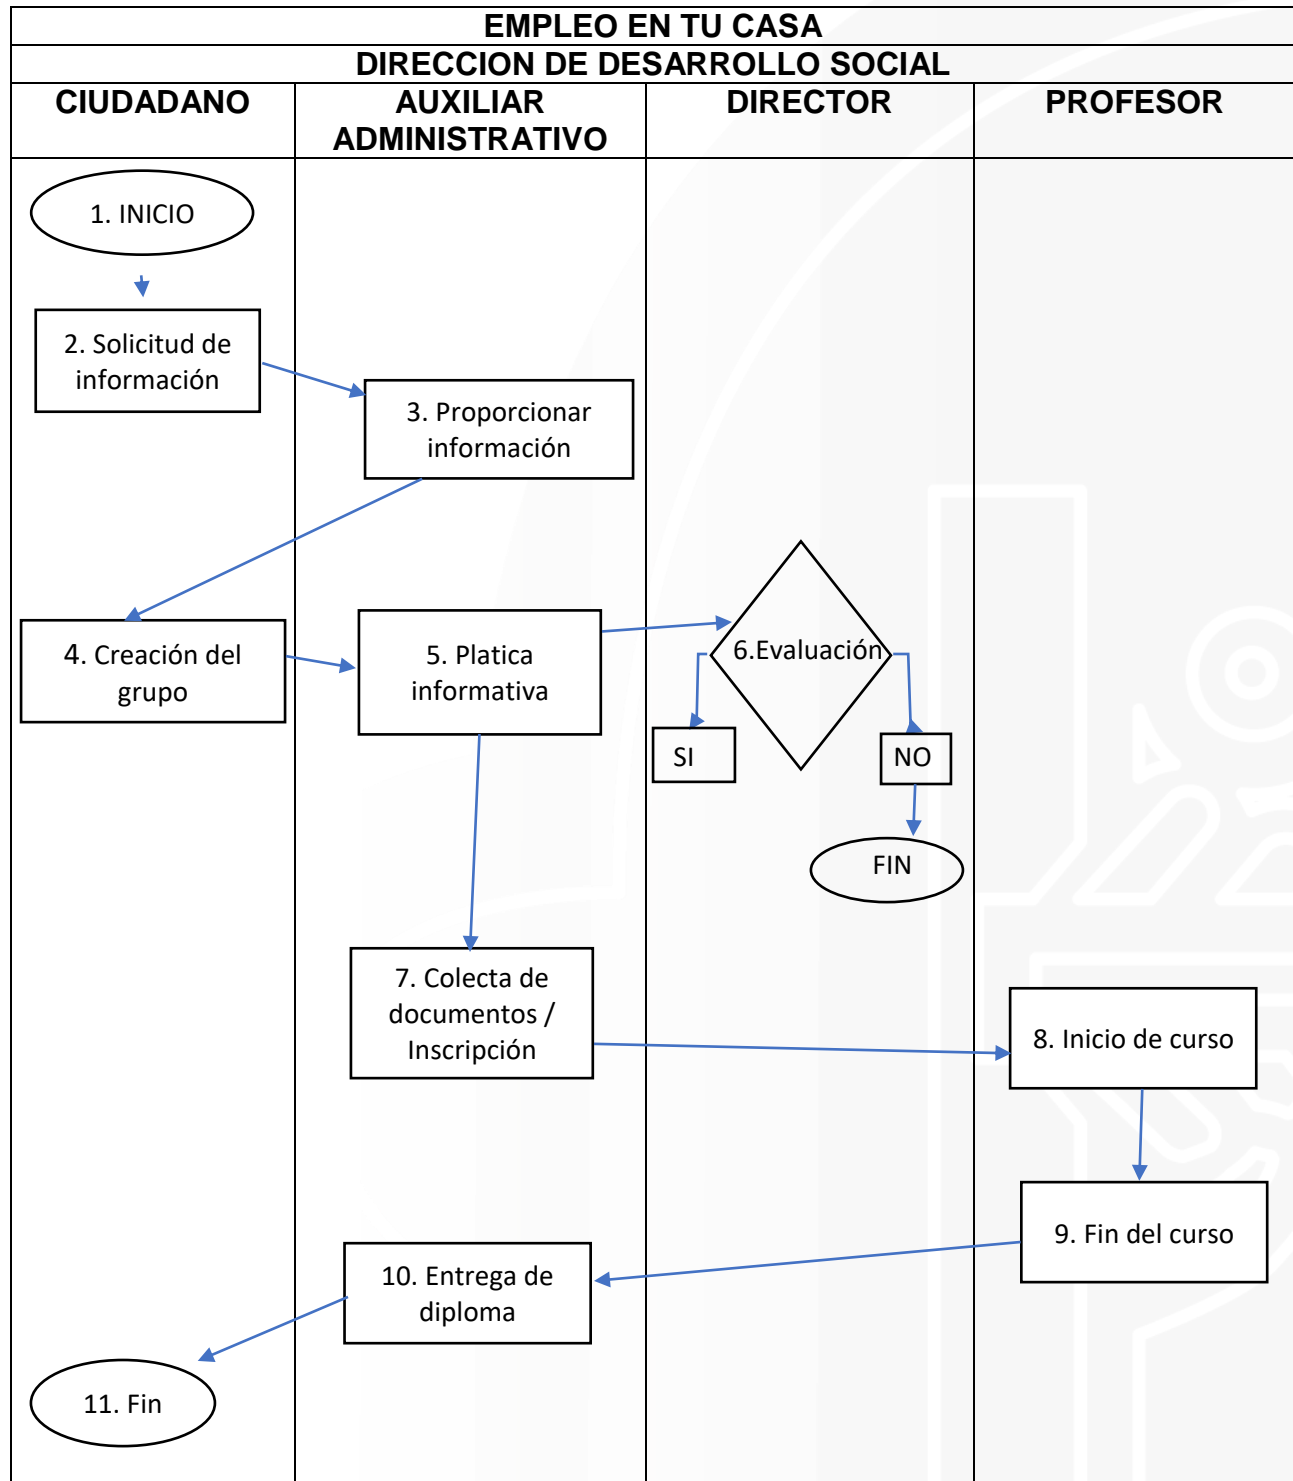 EMPLEO EN TU CASA
DIRECCION DE DESARROLLO SOCIAL
CIUDADANO
AUXILIAR
ADMINISTRATIVO
DIRECTOR
PROFESOR
1. INICIO
2. Solicitud de
información
3. Proporcionar
información
4. Creación del
grupo
5. Platica
informativa
6.Evaluación
SI
NO
FIN
7. Colecta de
documentos /
Inscripción
8. Inicio de curso
9. Fin del curso
10. Entrega de
diploma
11. Fin